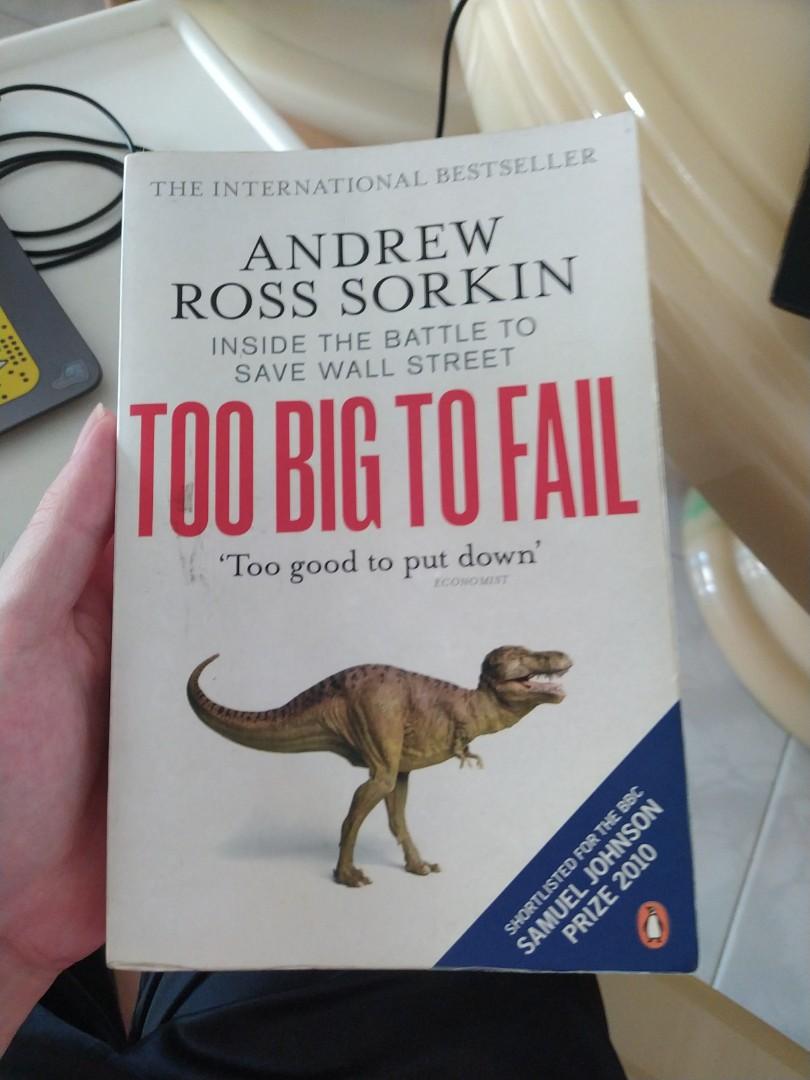 THE INTERNATIONAL BESTSELLER
ANDREW
ROSS SORKIN
INSIDE THE BATTLE TO
SAVE WALL STREET
TOO BIG TO FAIL
‘Too good to put down’
ECONOMIST
SHORTLISTED FOR THE BBC
SAMUEL JOHNSON
PRIZE 2010